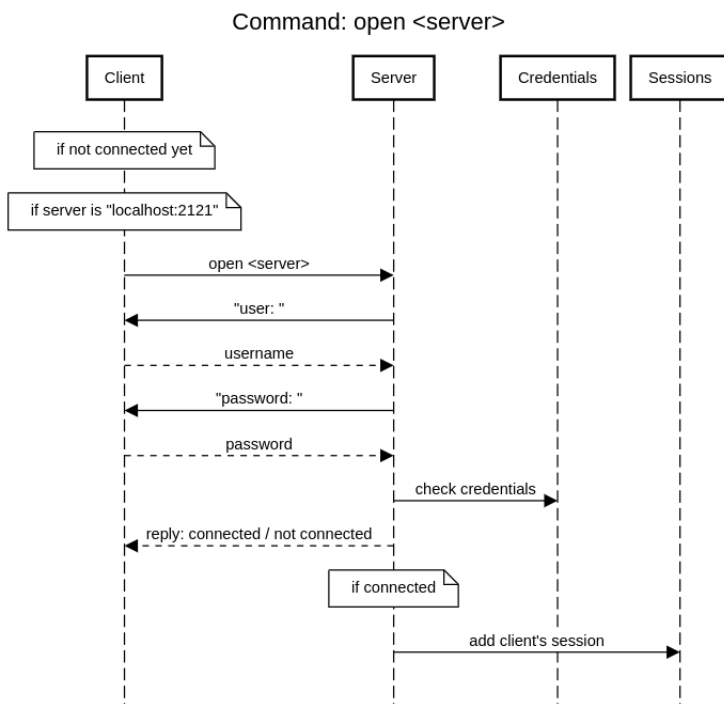 Command: open <server>
Client
Server
Credentials
Sessions
if not connected yet
if server is "localhost:2121"
open <server>
"user: "
username
"password: "
password
check credentials
reply: connected / not connected
if connected
add client's session